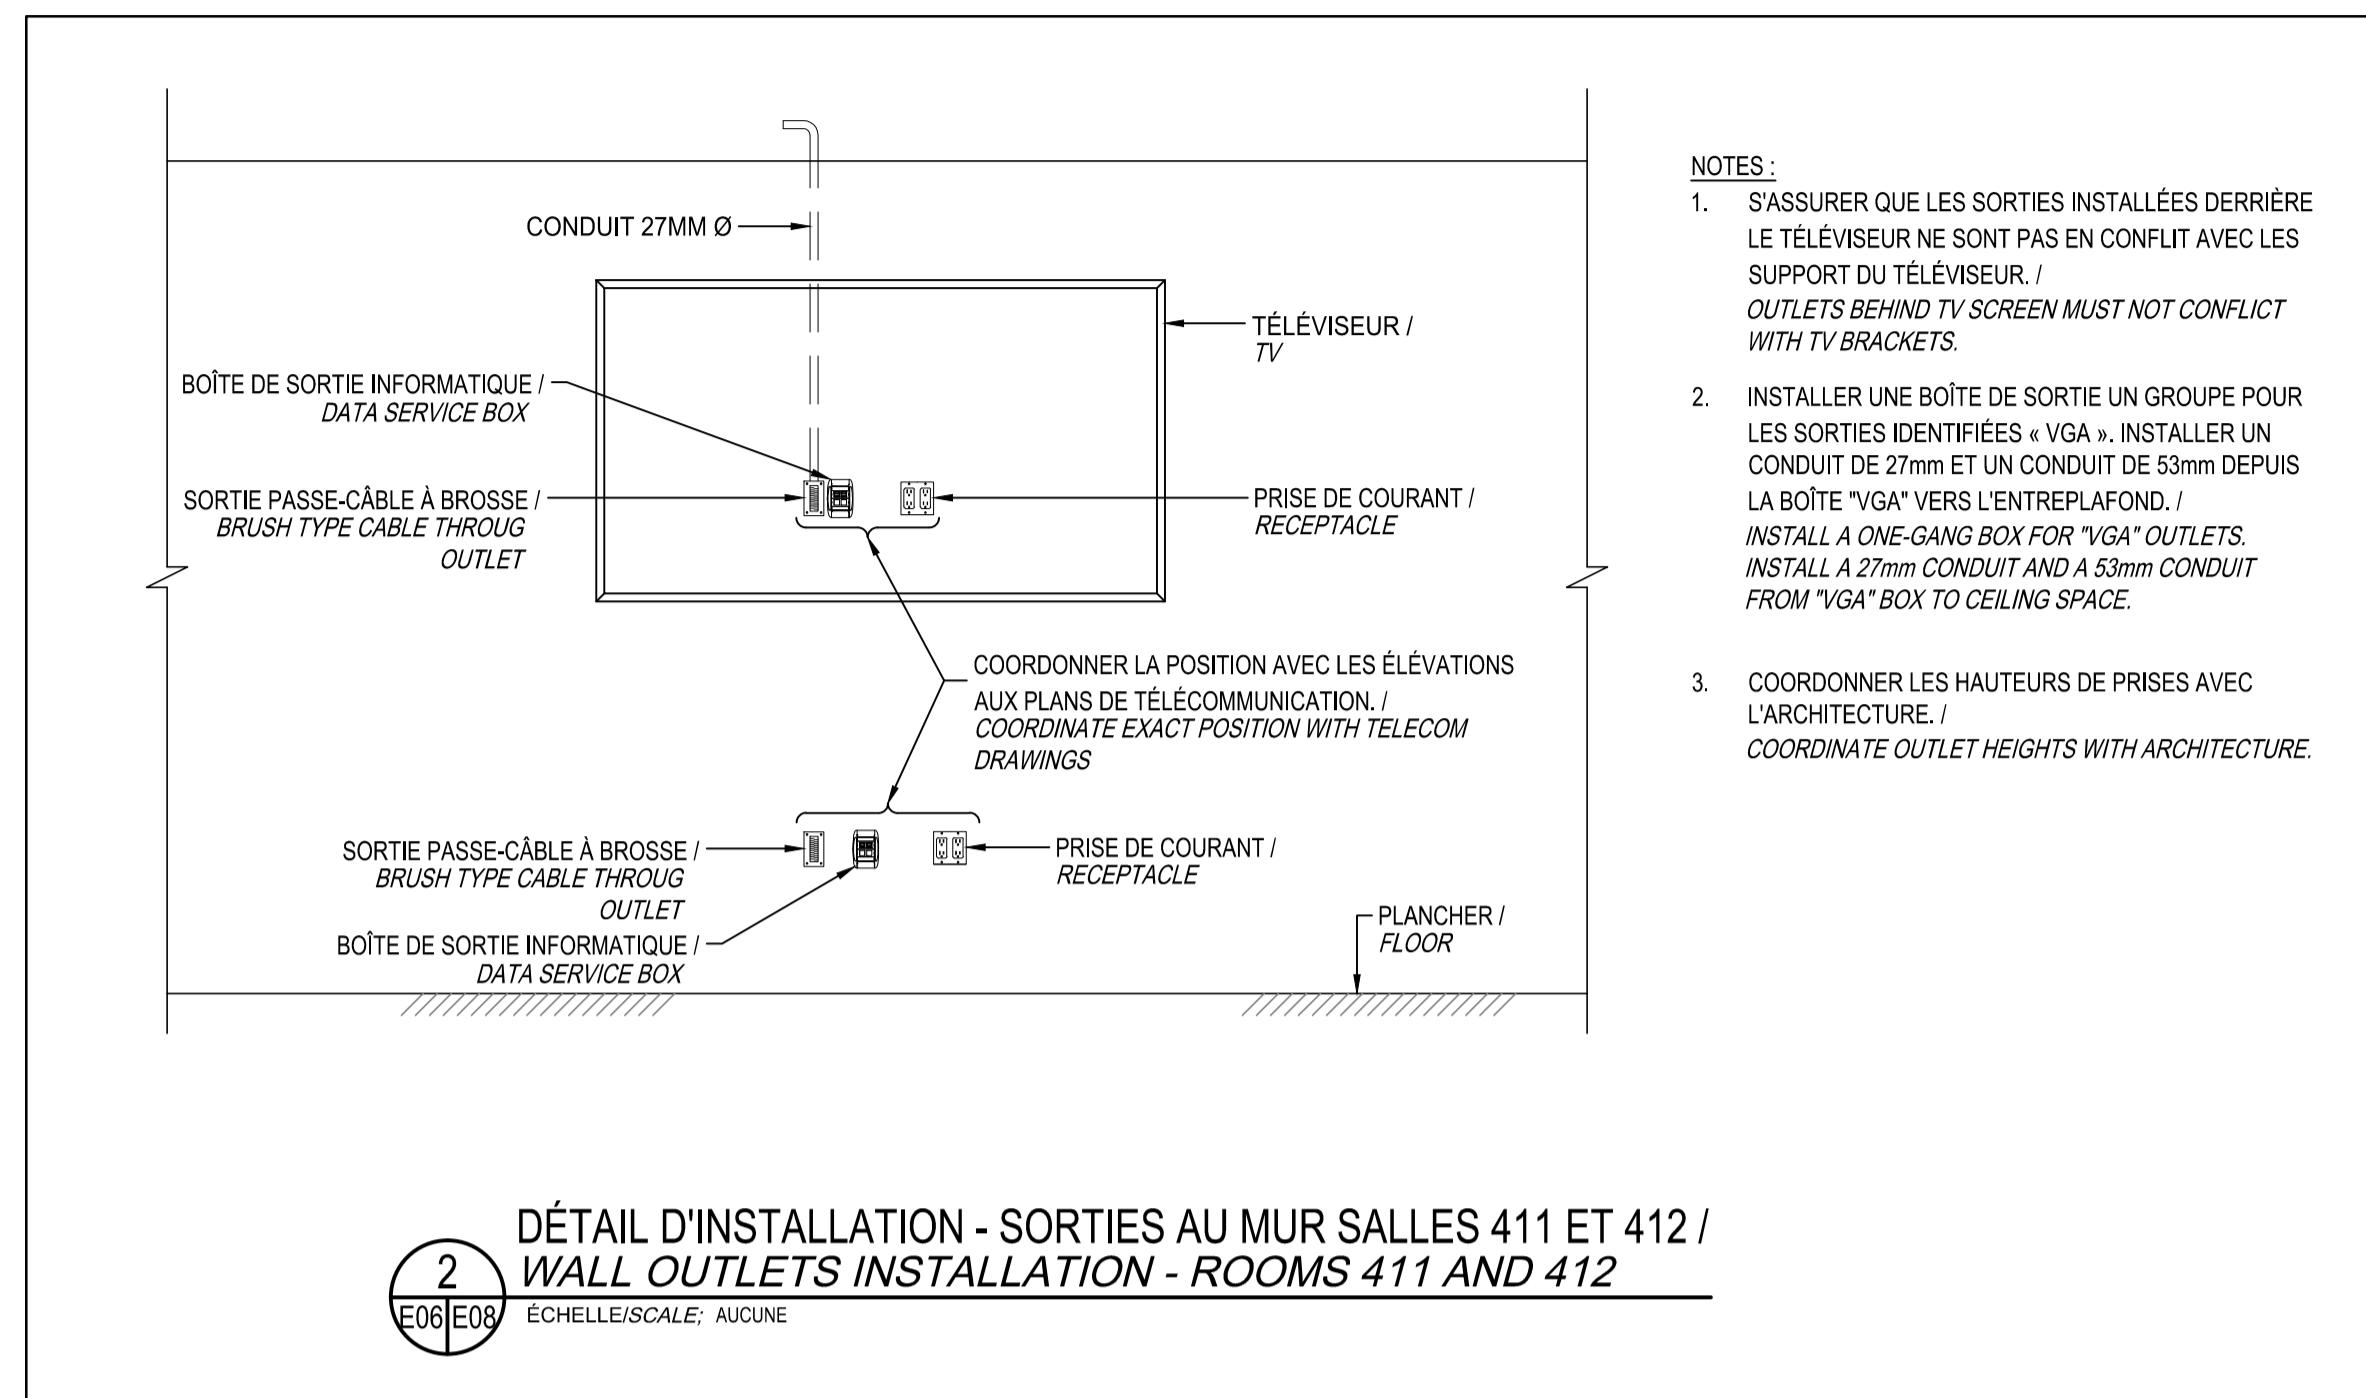 CONDUIT 27MM Ø
TÉLÉVISEUR /
TV
BOÎTE DE SORTIE INFORMATIQUE /
DATA SERVICE BOX
SORTIE PASSE-CÂBLE À BROSSE /
BRUSH TYPE CABLE THROUG
OUTLET
PRISE DE COURANT /
RECEPTACLE
COORDONNER LA POSITION AVEC LES ÉLÉVATIONS
AUX PLANS DE TÉLÉCOMMUNICATION. /
COORDINATE EXACT POSITION WITH TELECOM
DRAWINGS
SORTIE PASSE-CÂBLE À BROSSE /
BRUSH TYPE CABLE THROUG
OUTLET
BOÎTE DE SORTIE INFORMATIQUE /
DATA SERVICE BOX
PRISE DE COURANT /
RECEPTACLE
PLANCHER /
FLOOR
NOTES :
1. S'ASSURER QUE LES SORTIES INSTALLÉES DERRIÈRE
LE TÉLÉVISEUR NE SONT PAS EN CONFLIT AVEC LES
SUPPORT DU TÉLÉVISEUR. /
OUTLETS BEHIND TV SCREEN MUST NOT CONFLICT
WITH TV BRACKETS.
2. INSTALLER UNE BOÎTE DE SORTIE UN GROUPE POUR
LES SORTIES IDENTIFIÉES « VGA ». INSTALLER UN
CONDUIT DE 27mm ET UN CONDUIT DE 53mm DEPUIS
LA BOÎTE "VGA" VERS L'ENTREPLAFOND. /
INSTALL A ONE-GANG BOX FOR "VGA" OUTLETS.
INSTALL A 27mm CONDUIT AND A 53mm CONDUIT
FROM "VGA" BOX TO CEILING SPACE.
3. COORDONNER LES HAUTEURS DE PRISES AVEC
L'ARCHITECTURE. /
COORDINATE OUTLET HEIGHTS WITH ARCHITECTURE.
DÉTAIL D'INSTALLATION - SORTIES AU MUR SALLES 411 ET 412 /
WALL OUTLETS INSTALLATION - ROOMS 411 AND 412
2
E06 E08
ÉCHELLE/SCALE; AUCUNE